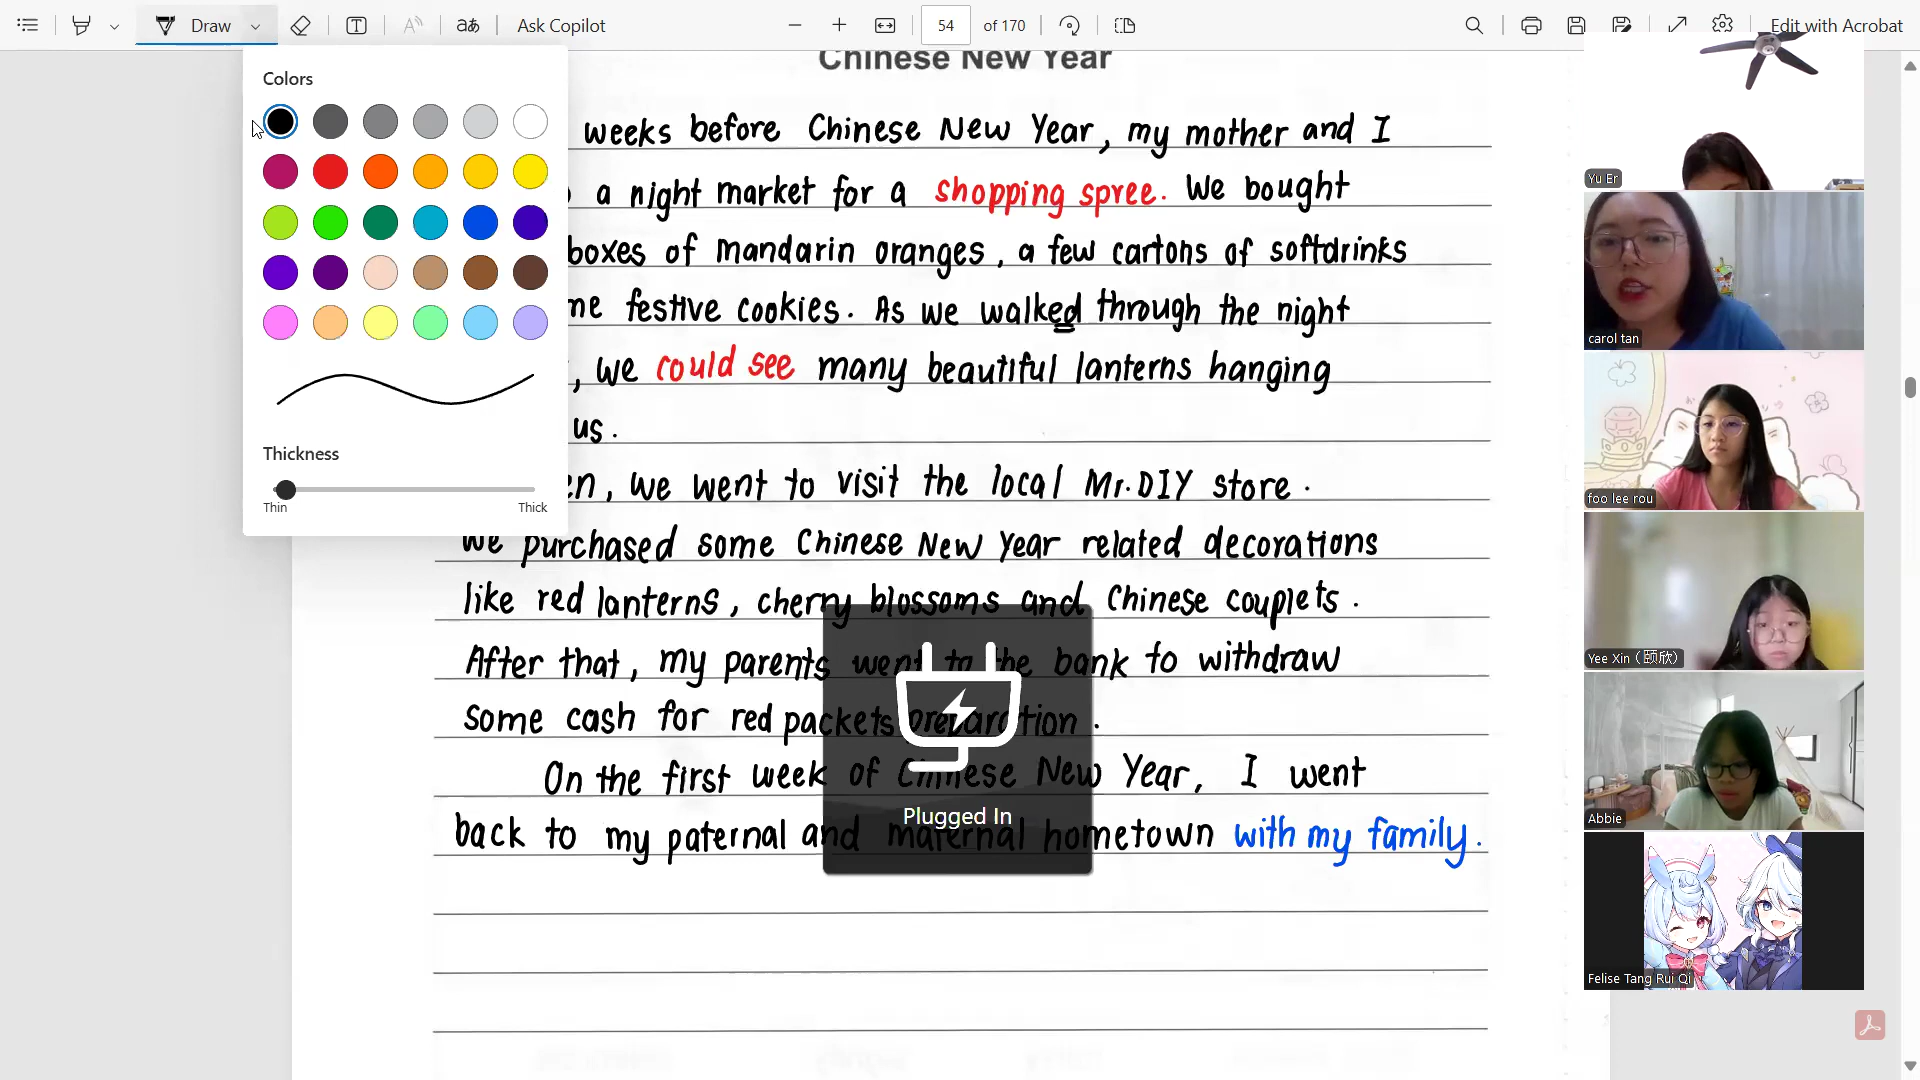 Draw
Ask Copilot
54 of 170
Edit with Acrobat
Colors
Thickness
Thin
Thick
Chinese New Year
weeks before Chinese New Year, my mother and I
a night market for a shopping spree. We bought
boxes of mandarin oranges, a few cartons of softdrinks
me festive cookies. As we walked through the night
, we could see many beautiful lanterns hanging
us.
en, we went to visit the local Mr.DIY store.
We purchased some Chinese New Year related decorations
like red lanterns, cherry blossoms and Chinese couplets.
After that, my parents went to the bank to withdraw
some cash for red packets preparation.
On the first week of Chinese New Year, I went
back to my paternal and maternal hometown with my family.
Plugged In
Yu Er
carol tan
foo lee rou
Yee Xin (颐欣)
Abbie
Felise Tang Rui Qi